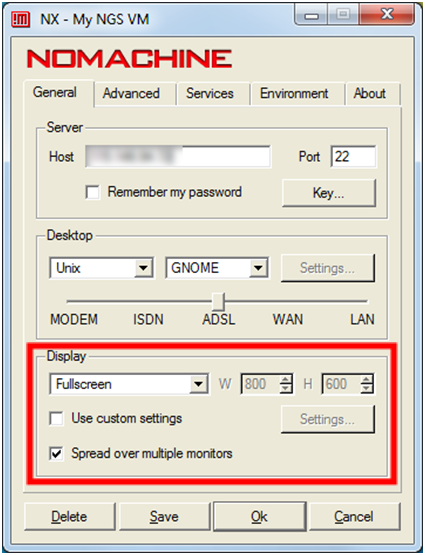 !M NX - My NGS VM
NOMACHINE
General Advanced Services Environment About
Server
Host Port 22
Remember my password Key...
Desktop
Unix GNOME Settings...
MODEM ISDN ADSL WAN LAN
Display
Fullscreen W 800 H 600
Use custom settings Settings...
Spread over multiple monitors
Delete Save Ok Cancel